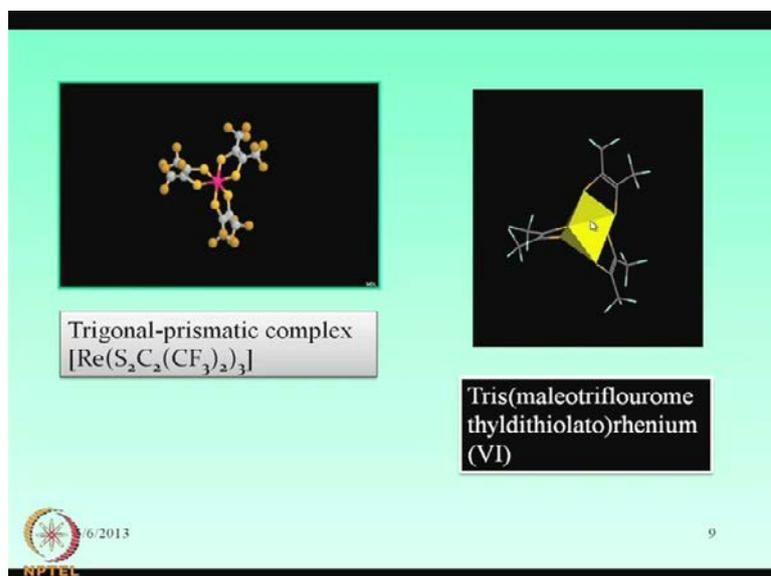 Trigonal-prismatic complex
[Re(S₂C₂(CF₃)₂)₃]
Tris(maleotriflourome
thyldithiolato)rhenium
(VI)
/6/2013
9
NPTEL